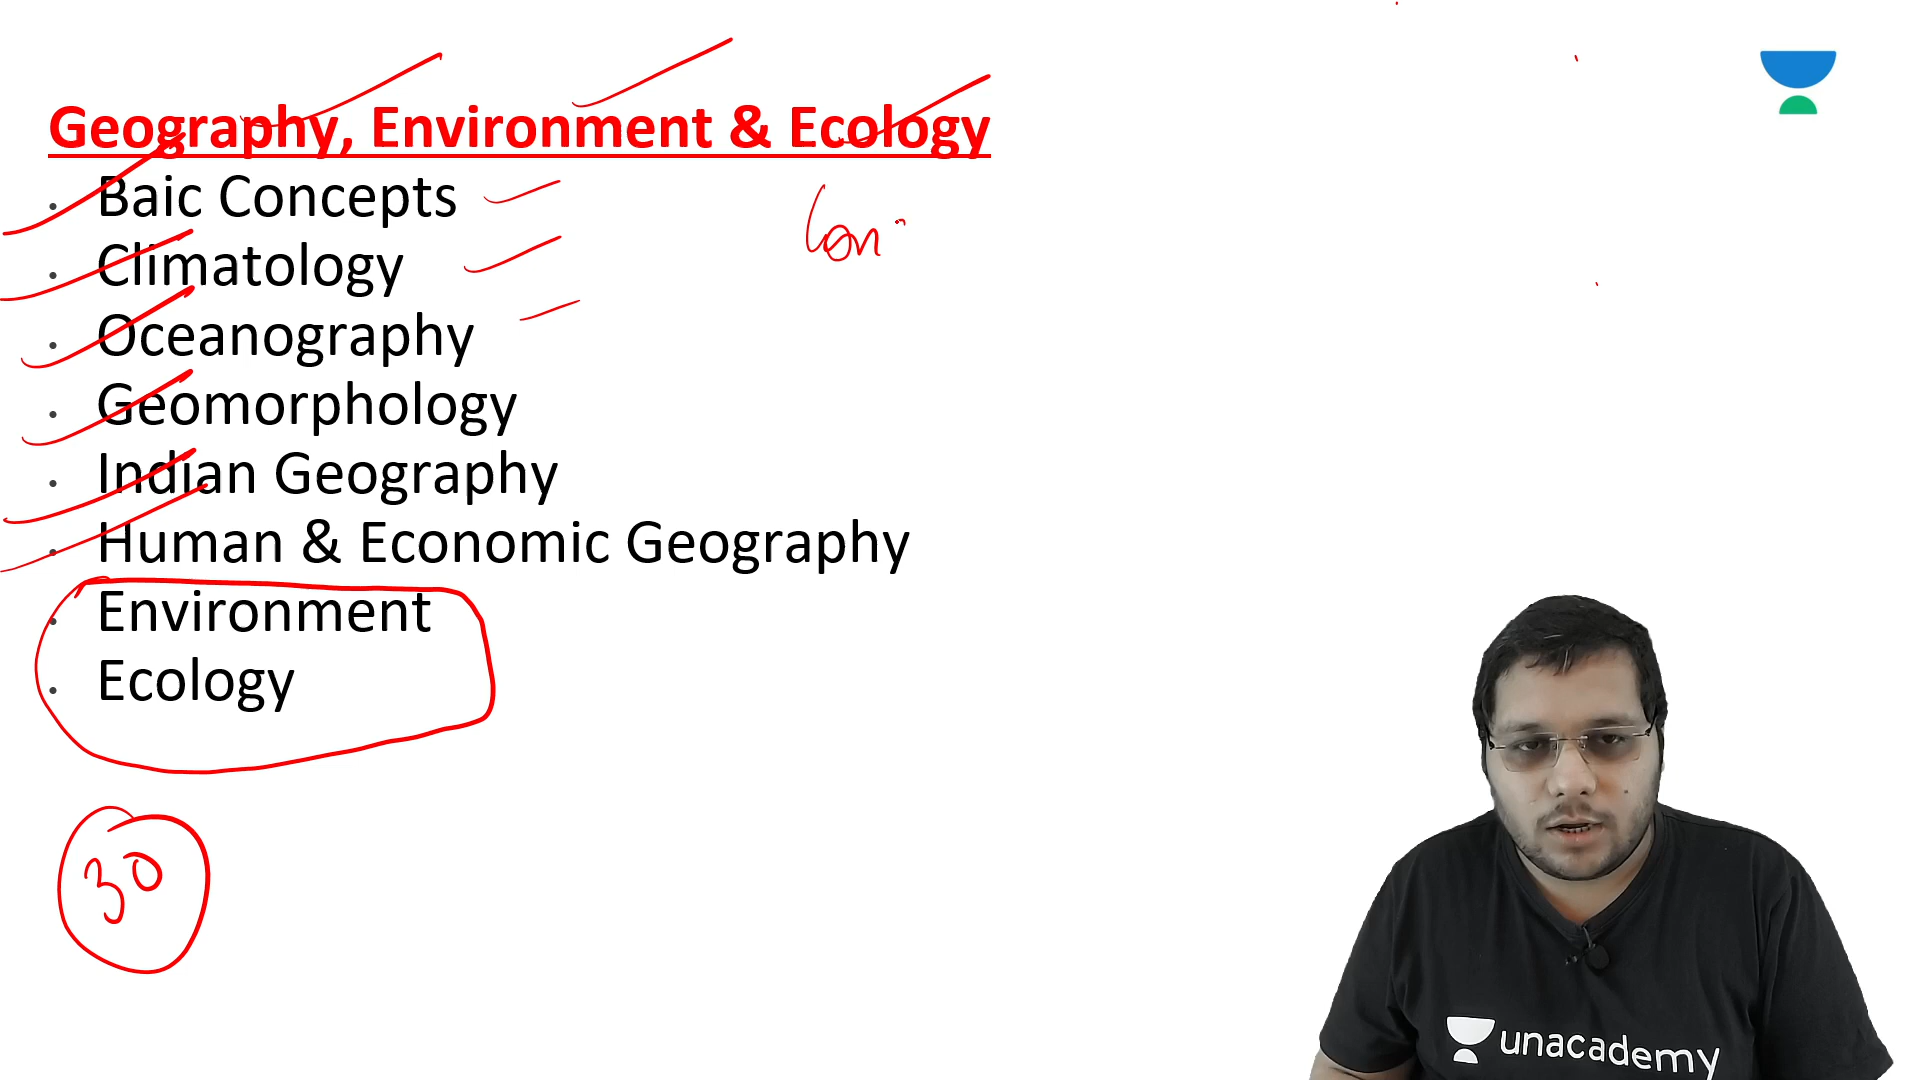 Geography, Environment & Ecology
• Baic Concepts
• Climatology
• Oceanography
• Geomorphology
• Indian Geography
• Human & Economic Geography
• Environment
• Ecology
30
unacademy